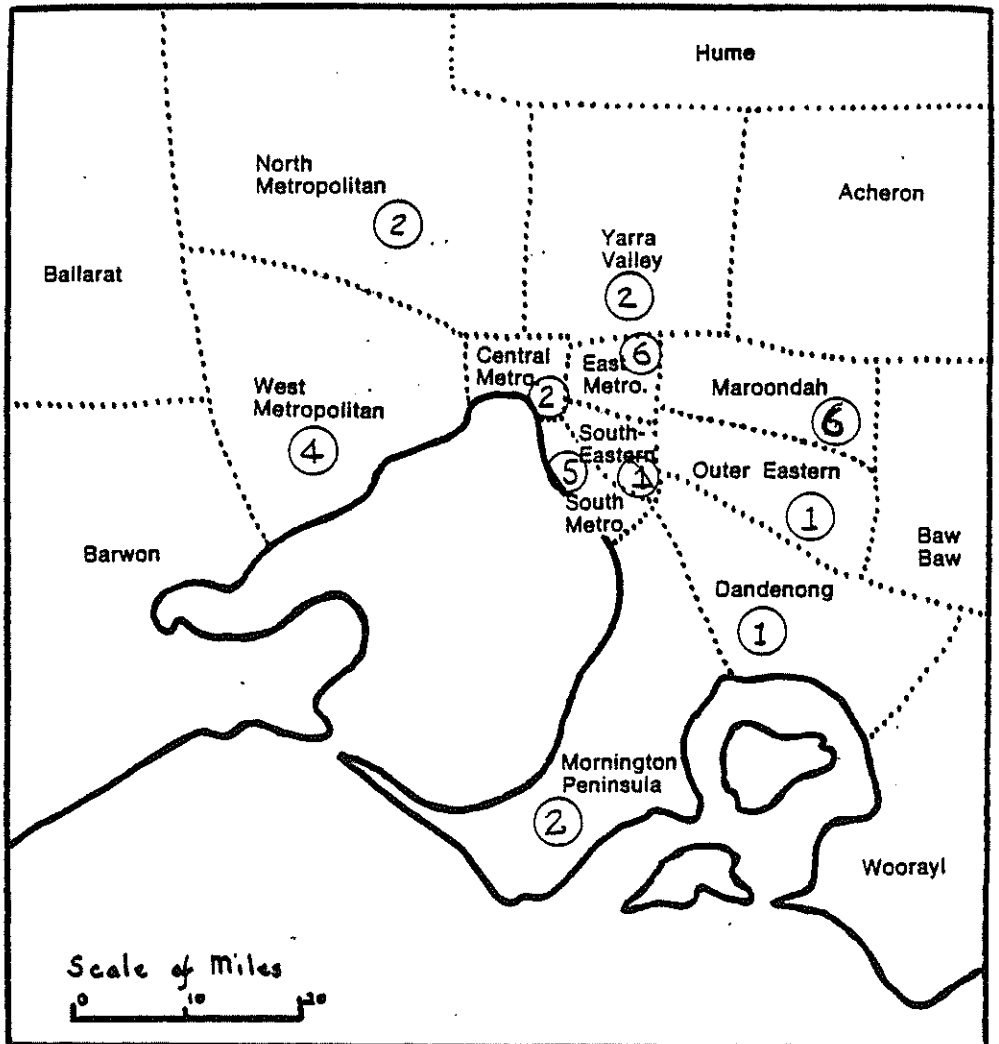 Hume
North
Metropolitan
2
Acheron
Yarra
Valley
2
Ballarat
Central
Metro.
2
East
Metro.
6
Maroondah
6
West
Metropolitan
4
South-
Eastern
1
5
South
Metro.
Outer Eastern
1
Baw
Baw
Barwon
Dandenong
1
Mornington
Peninsula
2
Woorayl
Scale of Miles
0 10 20